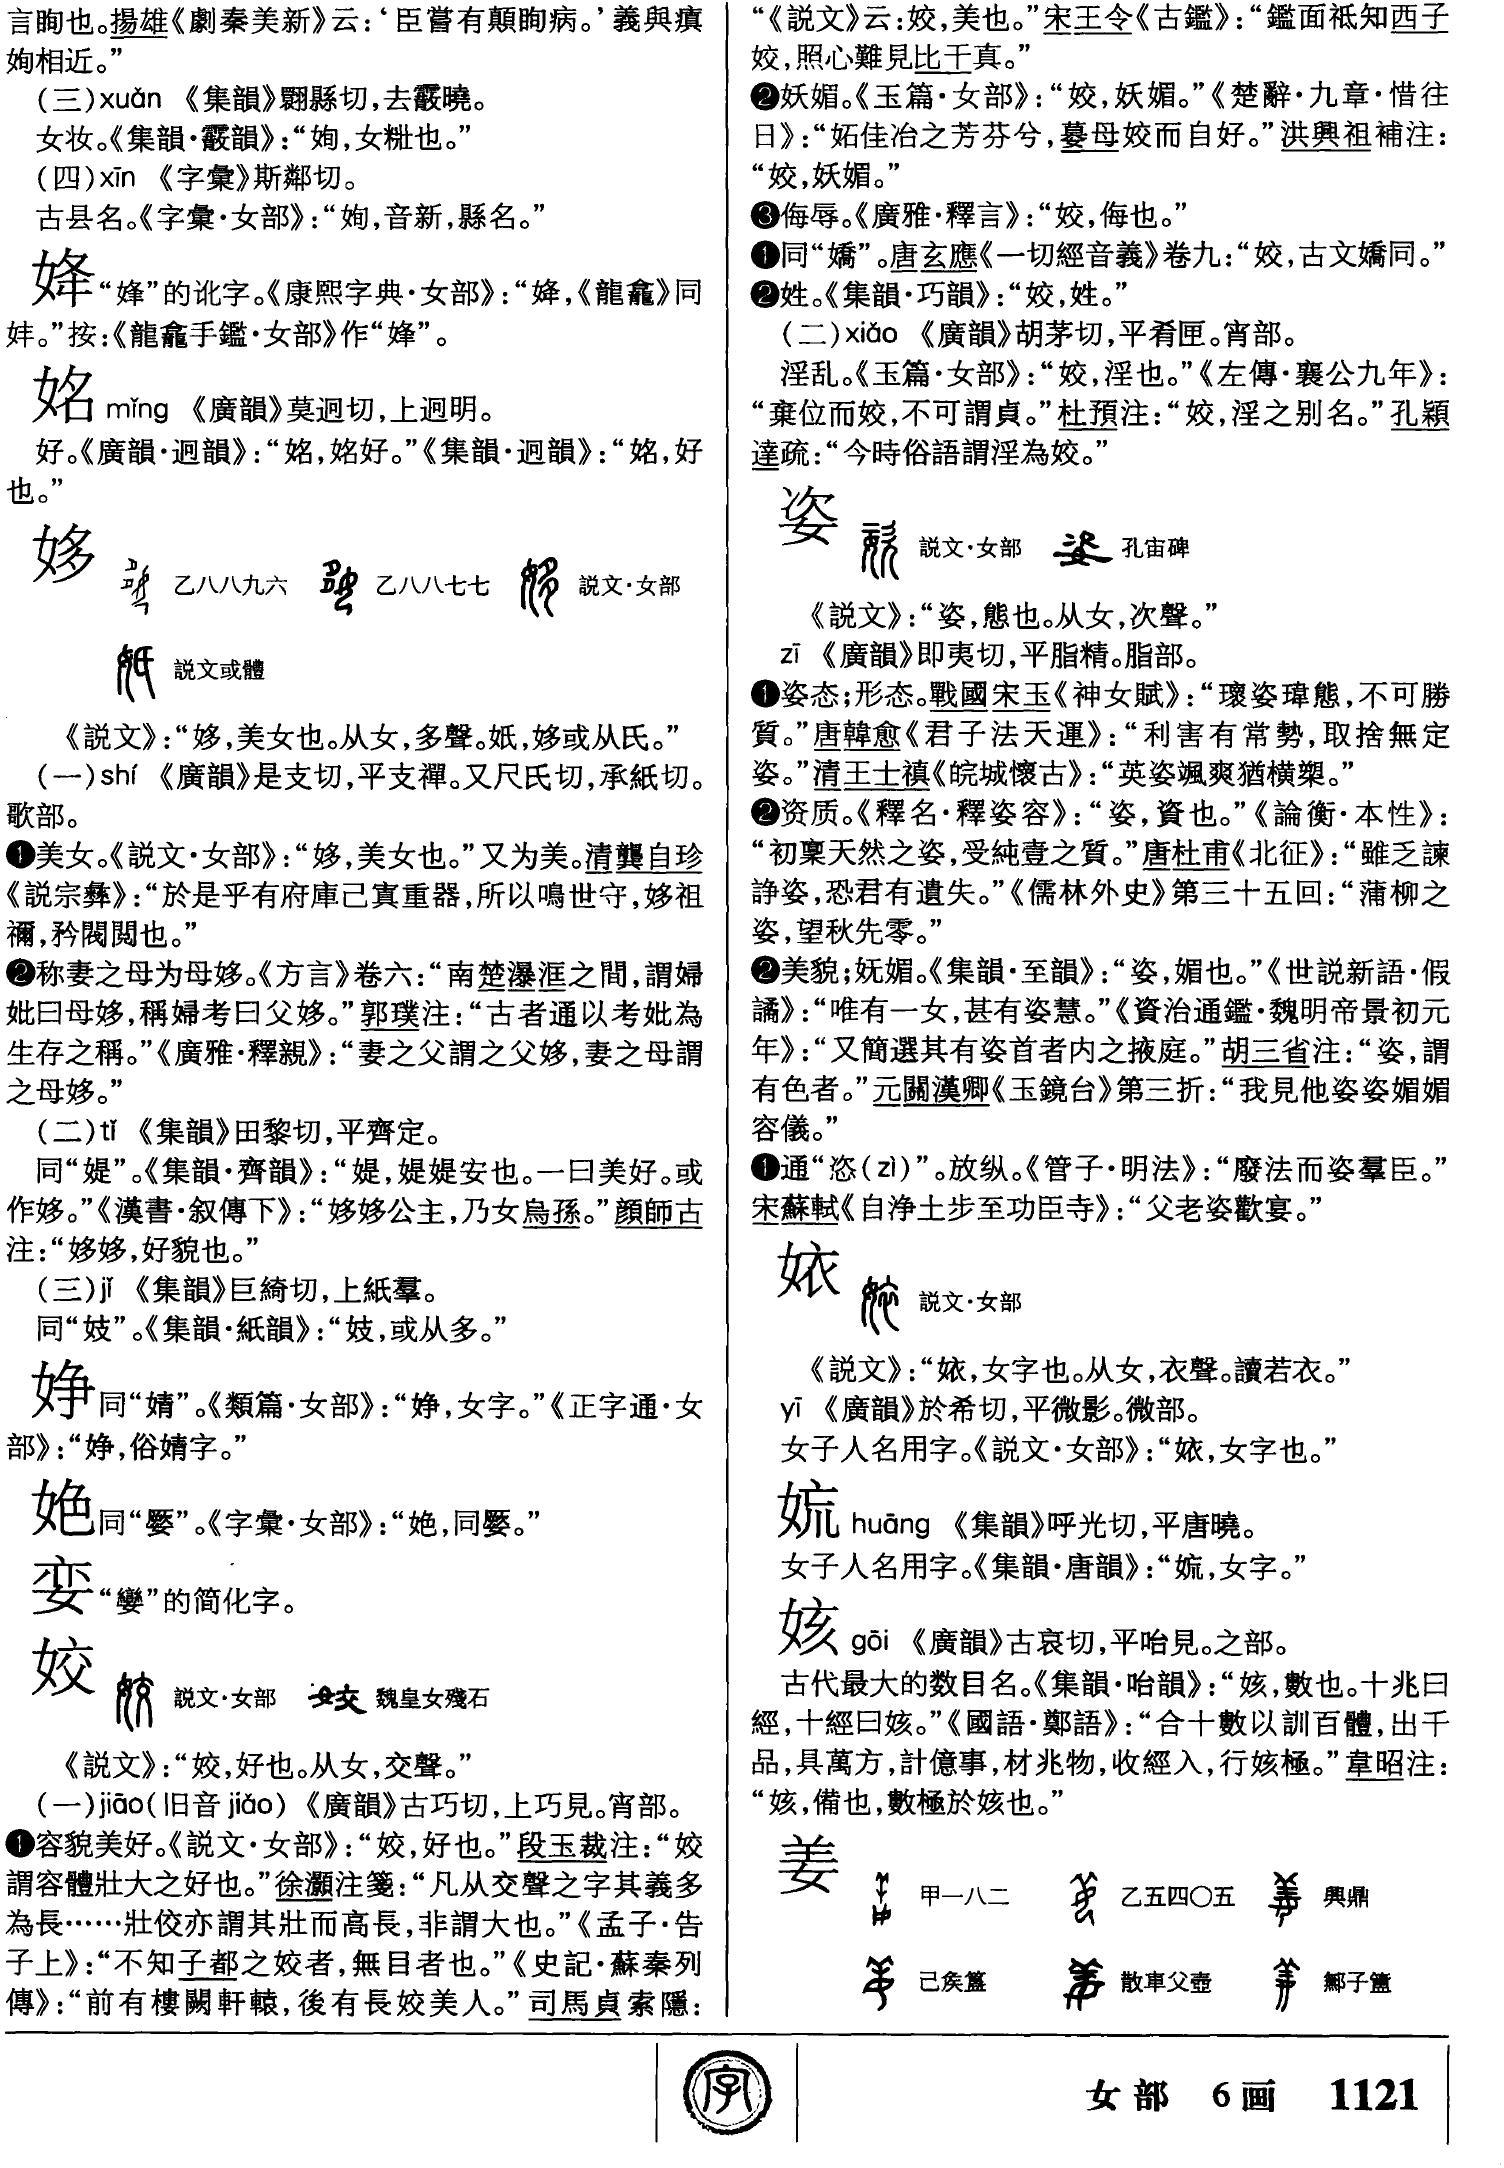 言眴也。揚雄《劇秦美新》云：‘臣嘗有顛眴病。’義與瘨
姰相近。”
(三)xuǎn 《集韻》翾縣切，去霰曉。
女妆。《集韻·霰韻》：“姰，女粃也。”
(四)xīn 《字彙》斯鄰切。
古县名。《字彙·女部》：“姰，音新，縣名。”
“㛔”的讹字。《康熙字典·女部》：“《龍龕》同
妦。”按：《龍龕手鑑·女部》作“㛔”。
姳 mǐng 《廣韻》莫迥切，上迥明。
好。《廣韻·迥韻》：“姳，姳好。”《集韻·迥韻》：“姳，好
也。”
姼 乙八八九六 乙八八七七 説文·女部
説文或體
《説文》：“姼，美女也。从女，多聲。㚷，姼或从氏。”
(一)shí 《廣韻》是支切，平支禪。又尺氏切，承紙切。
歌部。
❶美女。《説文·女部》：“姼，美女也。”又为美。清龔自珍
《説宗彝》：“於是乎有府庫己寘重器，所以鳴世守，姼祖
禰，矜閥閲也。”
❷称妻之母为母姼。《方言》卷六：“南楚瀑洭之間，謂婦
妣曰母姼，稱婦考曰父姼。”郭璞注：“古者通以考妣為
生存之稱。”《廣雅·釋親》：“妻之父謂之父姼，妻之母謂
之母姼。”
(二)tí 《集韻》田黎切，平齊定。
同“媞”。《集韻·齊韻》：“媞，媞媞安也。一曰美好。或
作姼。”《漢書·叙傳下》：“姼姼公主，乃女烏孫。”顔師古
注：“姼姼，好貌也。”
(三)jǐ 《集韻》巨綺切，上紙羣。
同“妓”。《集韻·紙韻》：“妓，或从多。”
㛊同“婧”。《類篇·女部》：“㛊，女字。”《正字通·女
部》：“㛊，俗婧字。”
同“嬮”。《字彙·女部》：
娈“孌”的简化字。
姣 説文·女部 魏皇女殘石
《説文》：“姣，好也。从女，交聲。”
(一)jiāo(旧音 jiǎo) 《廣韻》古巧切，上巧見。宵部。
❶容貌美好。《説文·女部》：“姣，好也。”段玉裁注：“姣
謂容體壯大之好也。”徐灝注箋：“凡从交聲之字其義多
為長……壯佼亦謂其壯而高長，非謂大也。”《孟子·告
子上》：“不知子都之姣者，無目者也。”《史記·蘇秦列
傳》：“前有樓闕軒轅，後有長姣美人。”司馬貞索隱：
“《説文》云：姣，美也。”宋王令《古鑑》：“鑑面祗知西子
姣，照心難見比干真。”
❷妖媚。《玉篇·女部》：“姣，妖媚。”《楚辭·九章·惜往
日》：“妬佳冶之芳芬兮，蟇母姣而自好。”洪興祖補注：
“姣，妖媚。”
❸侮辱。《廣雅·釋言》：“姣，侮也。”
❶同“嬌”。唐玄應《一切經音義》卷九：“姣，古文嬌同。”
❷姓。《集韻·巧韻》：“姣，姓。”
(二)xiáo 《廣韻》胡茅切，平肴匣。宵部。
淫乱。《玉篇·女部》：“姣，淫也。”《左傳·襄公九年》：
“棄位而姣，不可謂貞。”杜預注：“姣，淫之别名。”孔穎
達疏：“今時俗語謂淫為姣。”
姿 説文·女部 孔宙碑
《説文》：“姿，態也。从女，次聲。”
zī 《廣韻》即夷切，平脂精。脂部。
❶姿态；形态。戰國宋玉《神女賦》：“瓌姿瑋態，不可勝
質。”唐韓愈《君子法天運》：“利害有常勢，取捨無定
姿。”清王士禛《皖城懷古》：“英姿颯爽猶横槊。”
❷资质。《釋名·釋姿容》：“姿，資也。”《論衡·本性》：
“初稟天然之姿，受純壹之質。”唐杜甫《北征》：“雖乏諫
諍姿，恐君有遺失。”《儒林外史》第三十五回：“蒲柳之
姿，望秋先零。”
❷美貌；妩媚。《集韻·至韻》：“姿，媚也。”《世説新語·假
譎》：“唯有一女，甚有姿慧。”《資治通鑑·魏明帝景初元
年》：“又簡選其有姿首者内之掖庭。”胡三省注：“姿，謂
有色者。”元關漢卿《玉鏡台》第三折：“我見他姿姿媚媚
容儀。”
❶通“恣(zì)”。放纵。《管子·明法》：“廢法而姿羣臣。”
宋蘇軾《自浄土步至功臣寺》：“父老姿歡宴。”
㛄 説文·女部
《説文》：“㛄，女字也。从女，衣聲。讀若衣。”
yī 《廣韻》於希切，平微影。微部。
女子人名用字。《説文·女部》：“㛄，女字也。”
㚹 huāng 《集韻》呼光切，平唐曉。
女子人名用字。《集韻·唐韻》：“㚹，女字。”
姟 gāi 《廣韻》古哀切，平咍見。之部。
古代最大的数目名。《集韻·咍韻》：“姟，數也。十兆曰
經，十經曰姟。”《國語·鄭語》：“合十數以訓百體，出千
品，具萬方，計億事，材兆物，收經入，行姟極。”韋昭注：
“姟，備也，數極於姟也。”
姜 甲一八二 乙五四〇五 興鼎
己矦簋 散車父壺 鄦子簠
字
女部 6画 1121